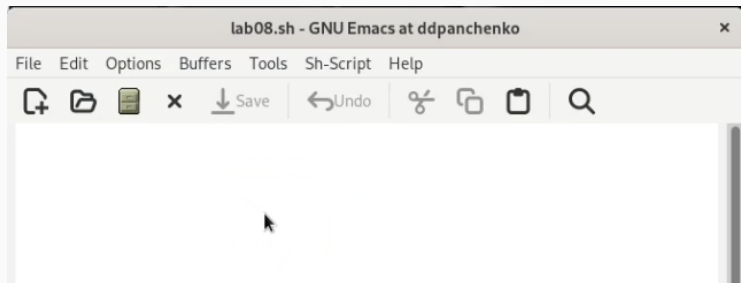 lab08.sh - GNU Emacs at ddpanchenko
File Edit Options Buffers Tools Sh-Script Help
Save Undo